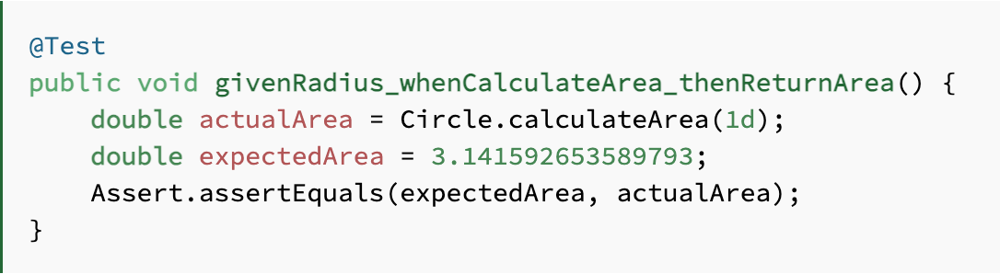 @Test
public void givenRadius_whenCalculateArea_thenReturnArea() {
    double actualArea = Circle.calculateArea(1d);
    double expectedArea = 3.141592653589793;
    Assert.assertEquals(expectedArea, actualArea);
}